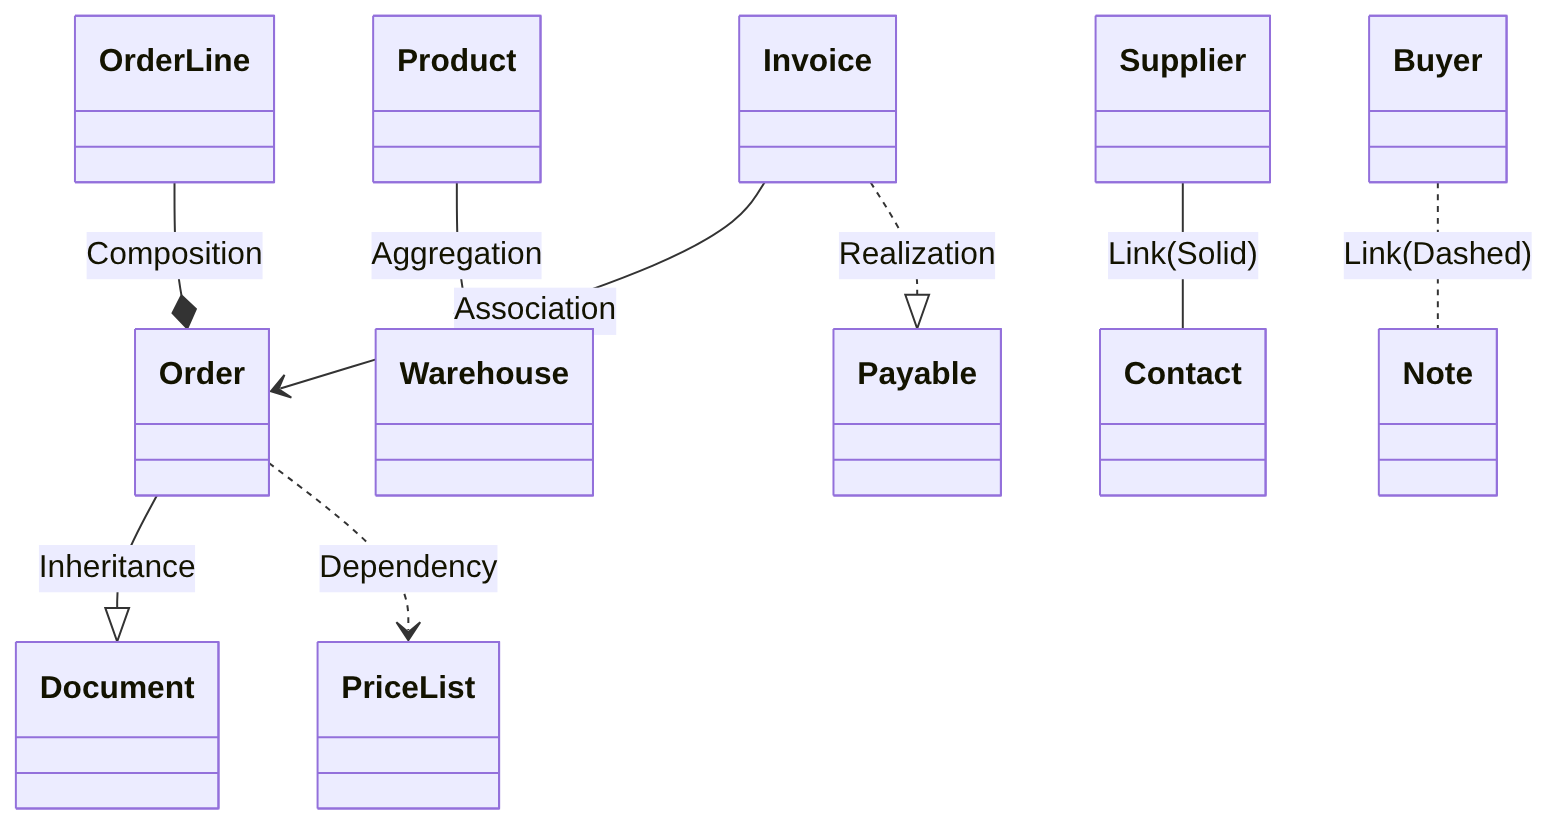 OrderLine
Product
Invoice
Supplier
Buyer
Composition
Aggregation
Realization
Link(Solid)
Link(Dashed)
Association
Order
Warehouse
Payable
Contact
Note
Inheritance
Dependency
Document
PriceList